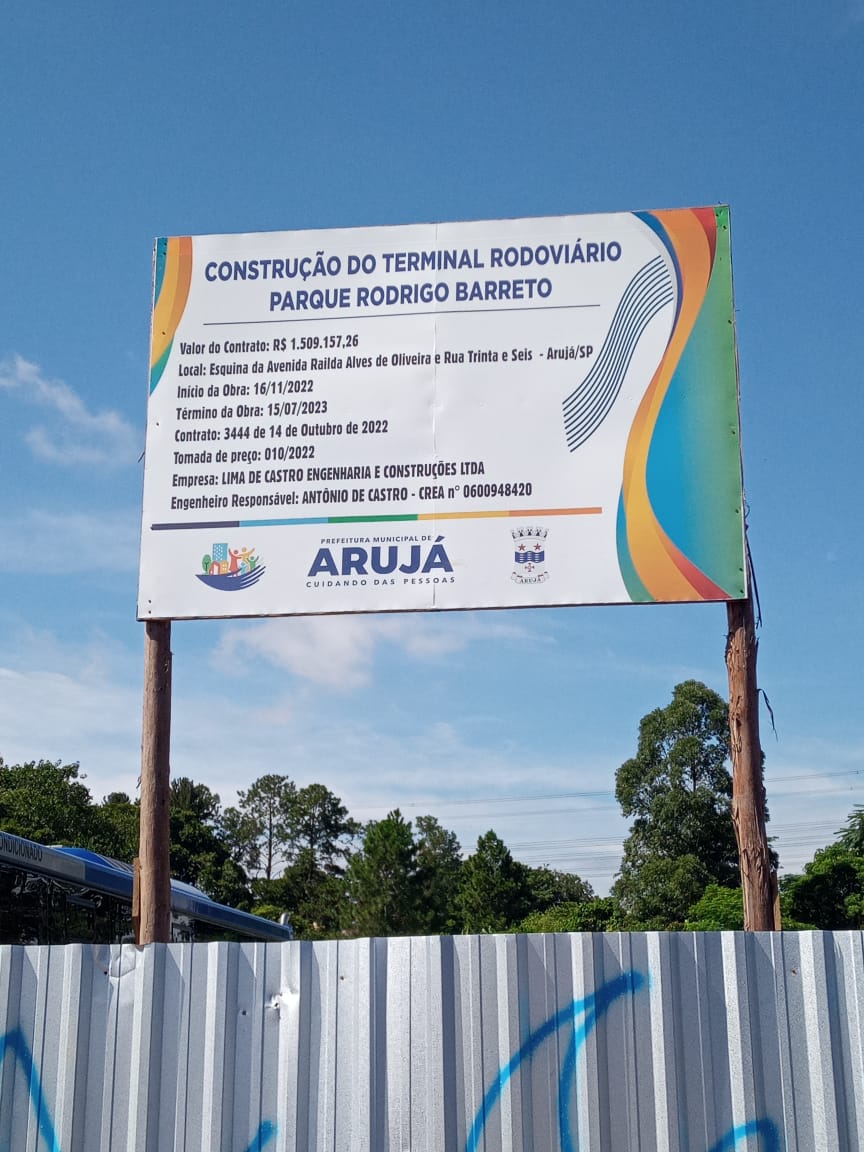 CONSTRUÇÃO DO TERMINAL RODOVIÁRIO
PARQUE RODRIGO BARRETO
Valor do Contrato: R$ 1.509.157,26
Local: Esquina da Avenida Railda Alves de Oliveira e Rua Trinta e Seis - Arujá/SP
Início da Obra: 16/11/2022
Término da Obra: 15/07/2023
Contrato: 3444 de 14 de Outubro de 2022
Tomada de preço: 010/2022
Empresa: LIMA DE CASTRO ENGENHARIA E CONSTRUÇÕES LTDA
Engenheiro Responsável: ANTÔNIO DE CASTRO - CREA n° 0600948420
PREFEITURA MUNICIPAL DE
ARUJÁ
CUIDANDO DAS PESSOAS
ARUJÁ
ONDICIONADO